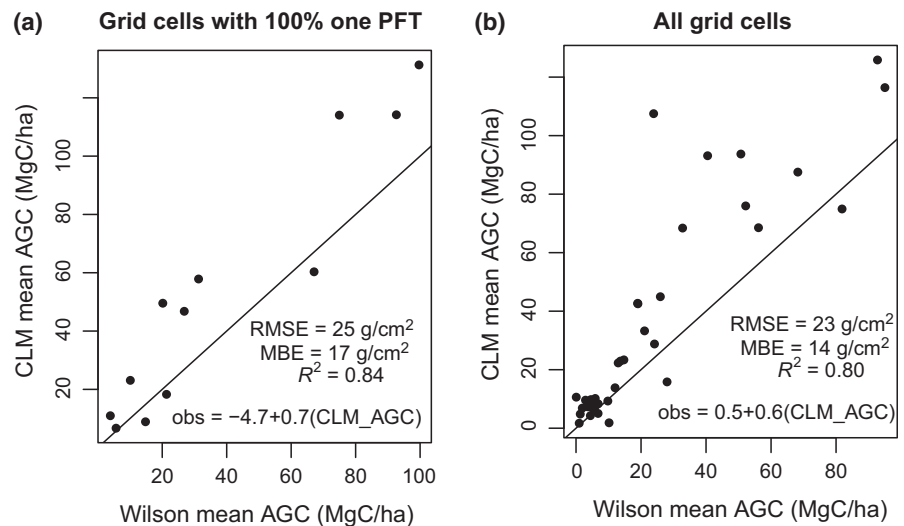 (a) Grid cells with 100% one PFT
CLM mean AGC (MgC/ha)
100
80
60
40
20
RMSE = 25 g/cm²
MBE = 17 g/cm²
R² = 0.84
obs = −4.7+0.7(CLM_AGC)
20 40 60 80 100
Wilson mean AGC (MgC/ha)
(b) All grid cells
CLM mean AGC (MgC/ha)
100
80
60
40
20
0
RMSE = 23 g/cm²
MBE = 14 g/cm²
R² = 0.80
obs = 0.5+0.6(CLM_AGC)
0 20 40 60 80
Wilson mean AGC (MgC/ha)